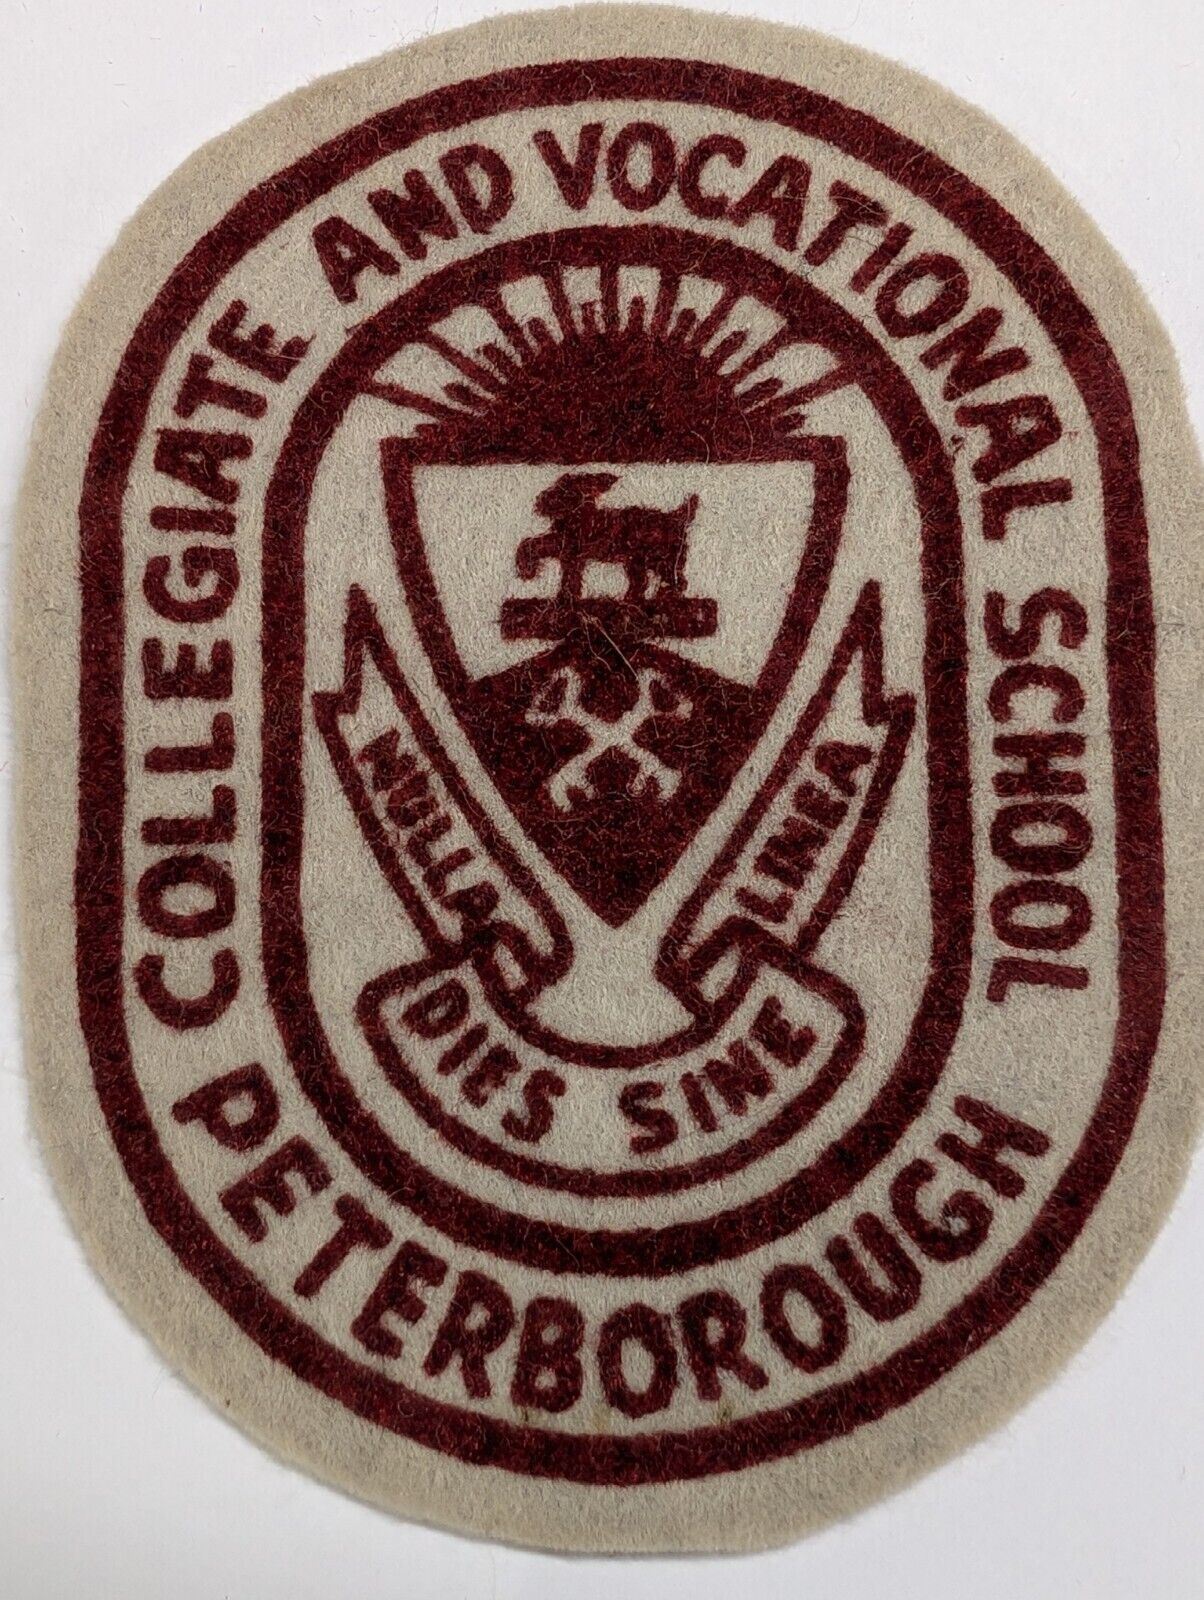 COLLEGIATE AND VOCATIONAL SCHOOL
PETERBOROUGH
NULLA
DIES SINE
LINEA